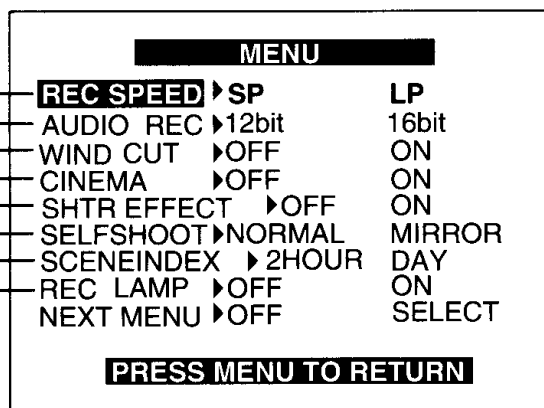 MENU
REC SPEED ▶SP LP
AUDIO REC ▶12bit 16bit
WIND CUT ▶OFF ON
CINEMA ▶OFF ON
SHTR EFFECT ▶OFF ON
SELFSHOOT▶NORMAL MIRROR
SCENEINDEX ▶2HOUR DAY
REC LAMP ▶OFF ON
NEXT MENU ▶OFF SELECT
PRESS MENU TO RETURN